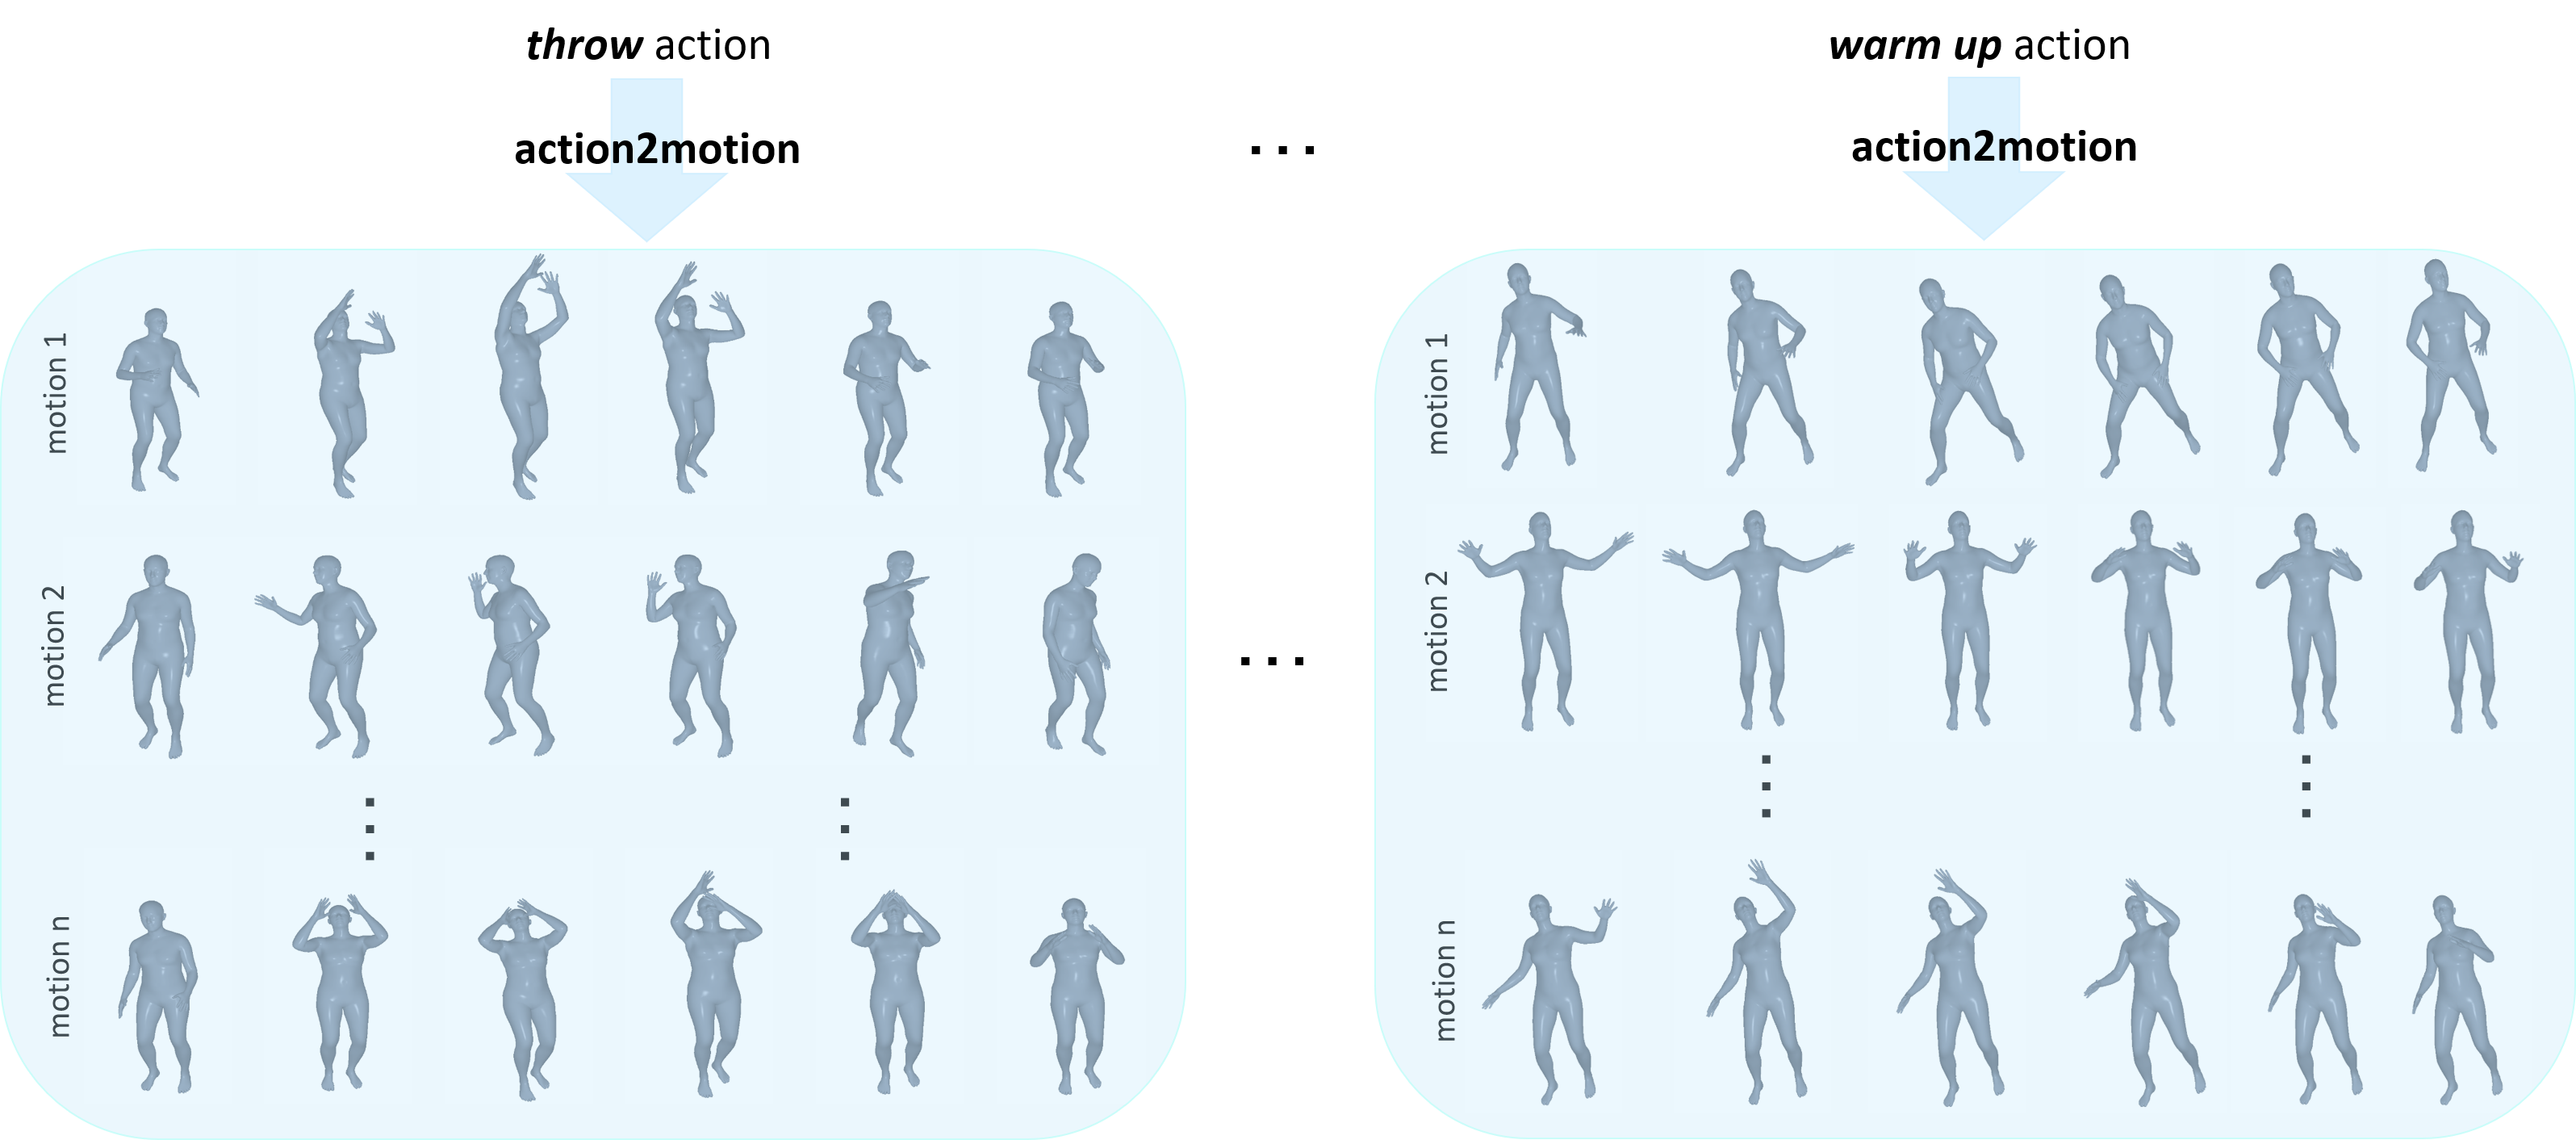 throw action
action2motion
...
warm up action
action2motion
motion 1
motion 2
...
motion n
...
motion 1
motion 2
motion n